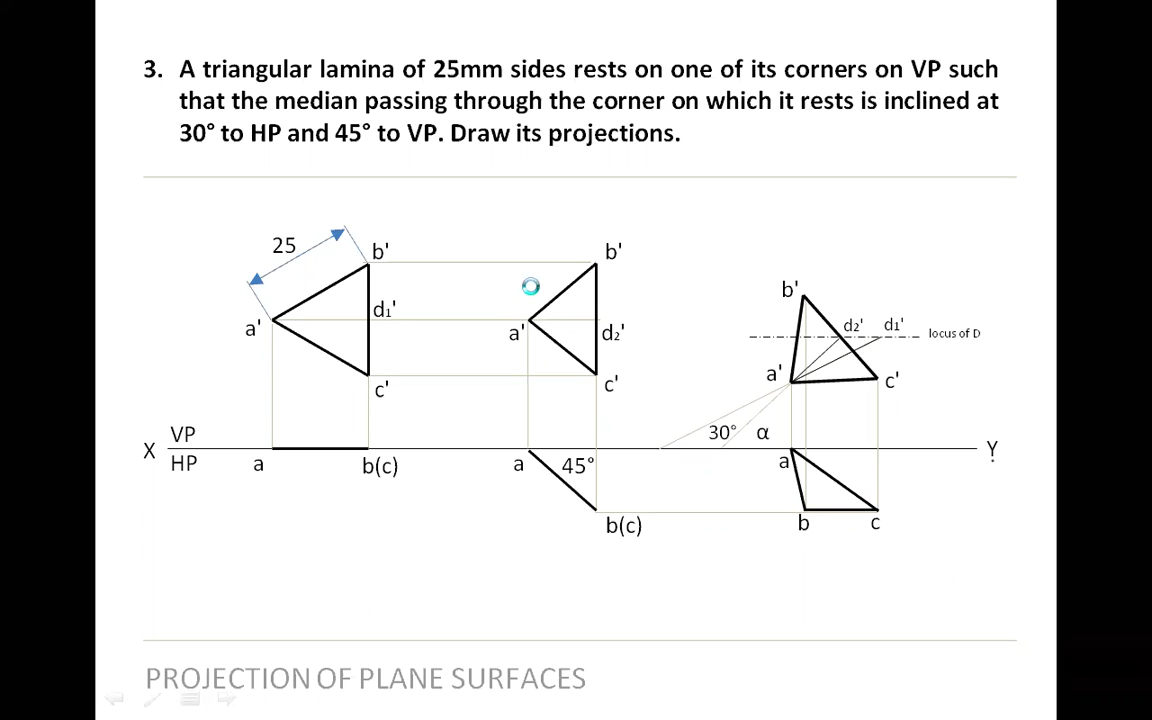 3. A triangular lamina of 25mm sides rests on one of its corners on VP such
that the median passing through the corner on which it rests is inclined at
30° to HP and 45° to VP. Draw its projections.
25
b'
b'
b'
d₁'
d₂'
d₁'
locus of D
a'
a'
d₂'
a'
c'
c'
c'
X
VP
HP
30°
α
Y
a
b(c)
a
45°
a
b(c)
b
c
PROJECTION OF PLANE SURFACES